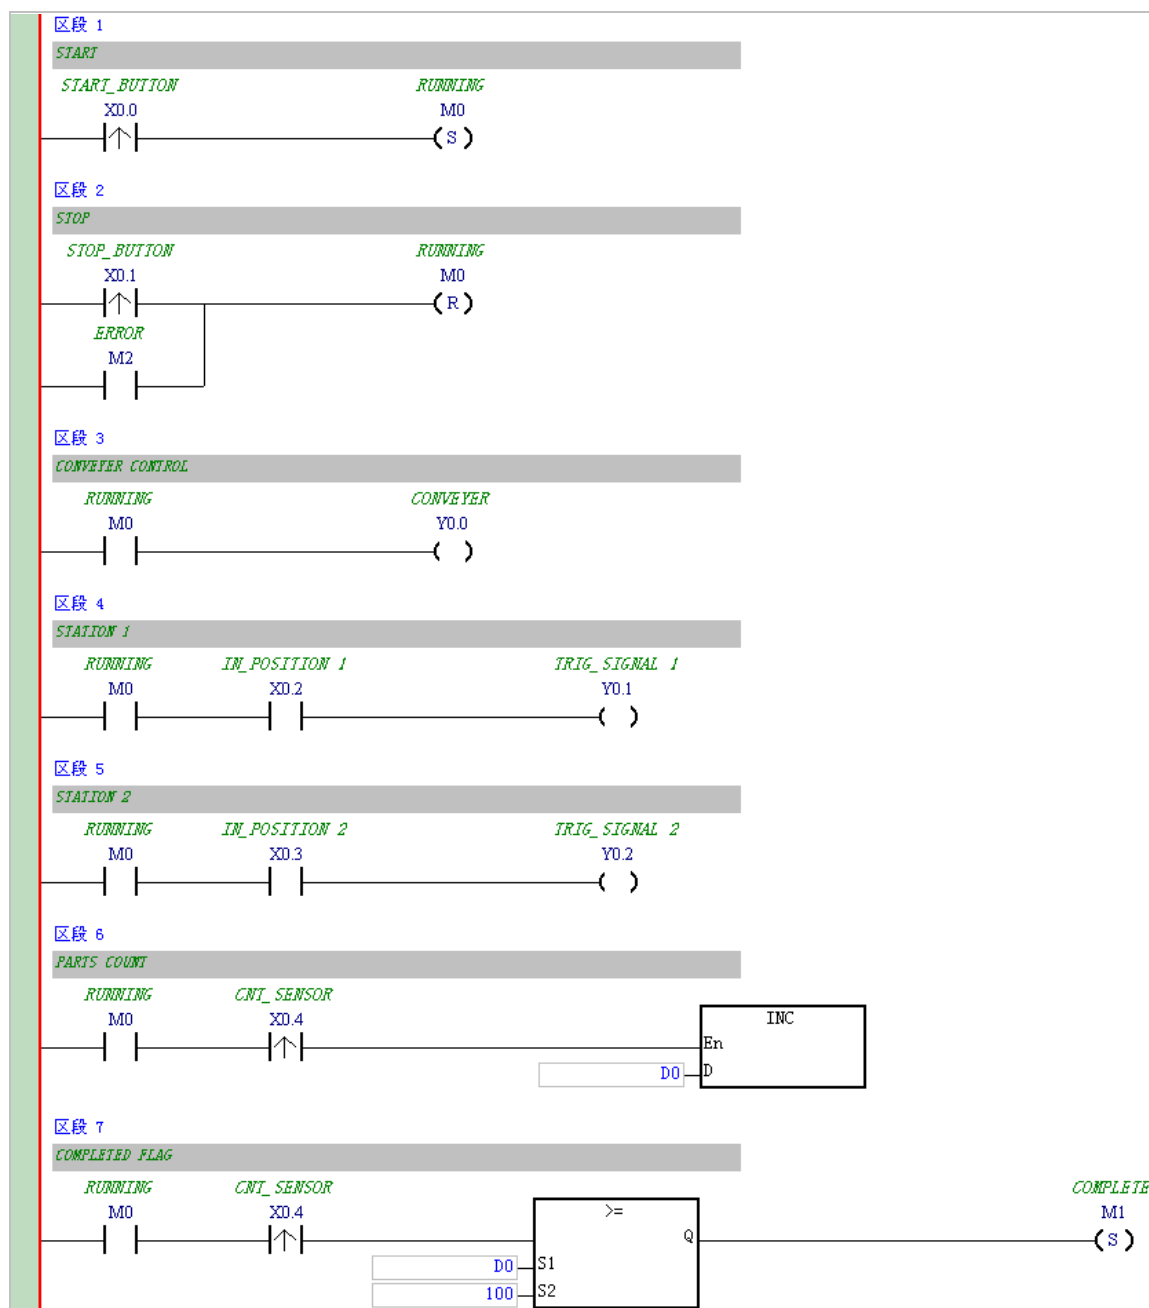 区段 1
START
START_BUTTON
RUNNING
X0.0
M0
S
区段 2
STOP
STOP_BUTTON
RUNNING
X0.1
M0
R
ERROR
M2
区段 3
CONVEYER CONTROL
RUNNING
CONVEYER
M0
Y0.0
区段 4
STATION 1
RUNNING
IN_POSITION 1
TRIG_SIGNAL 1
M0
X0.2
Y0.1
区段 5
STATION 2
RUNNING
IN_POSITION 2
TRIG_SIGNAL 2
M0
X0.3
Y0.2
区段 6
PARTS COUNT
RUNNING
CNT_SENSOR
M0
X0.4
INC
En
D0
D
区段 7
COMPLETED FLAG
RUNNING
CNT_SENSOR
COMPLETE
M0
X0.4
>=
M1
Q
S
D0
S1
100
S2